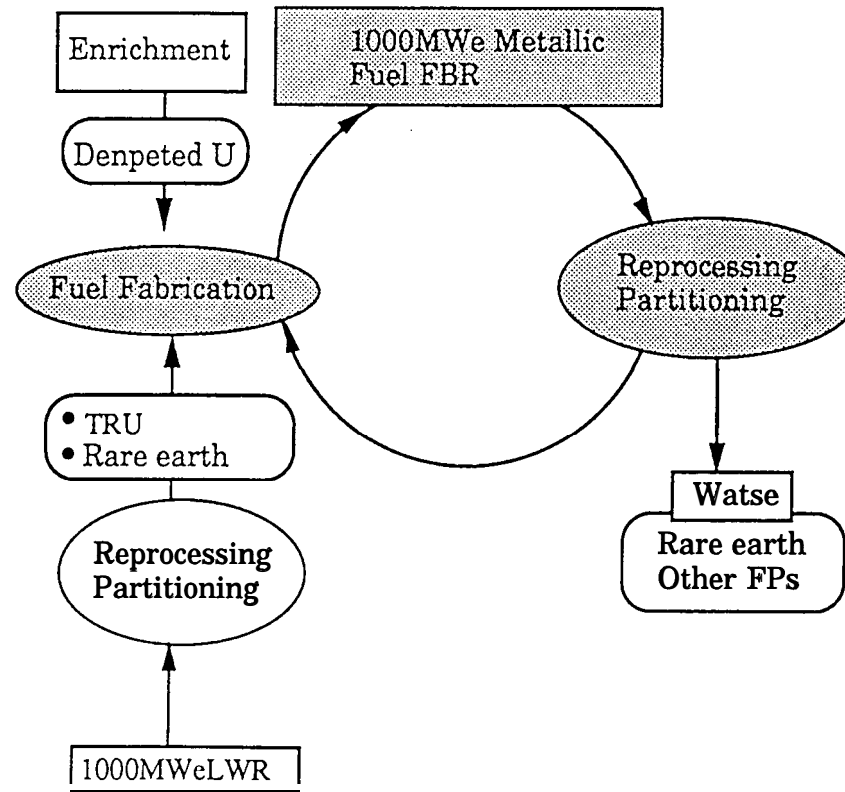 Enrichment
1000MWe Metallic
Fuel FBR
Denpeted U
Fuel Fabrication
Reprocessing
Partitioning
• TRU
• Rare earth
Watse
Rare earth
Other FPs
Reprocessing
Partitioning
1000MWeLWR